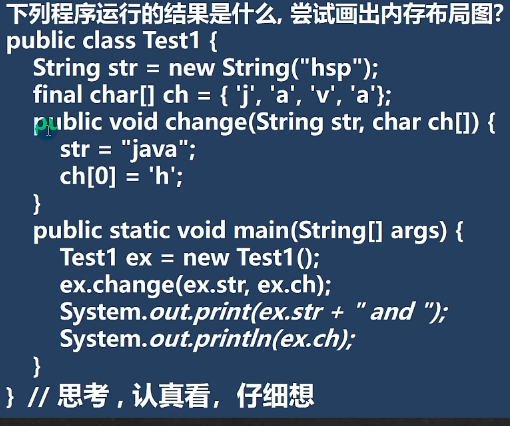 下列程序运行的结果是什么, 尝试画出内存布局图?
public class Test1 {
String str = new String("hsp");
final char[] ch = { 'j', 'a', 'v', 'a'};
public void change(String str, char ch[]) {
str = "java";
ch[0] = 'h';
}
public static void main(String[] args) {
Test1 ex = new Test1();
ex.change(ex.str, ex.ch);
System.out.print(ex.str + " and ");
System.out.println(ex.ch);
}
} // 思考 , 认真看，仔细想